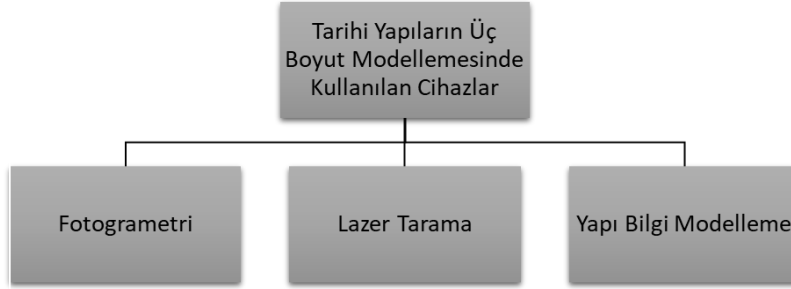 Tarihi Yapıların Üç
Boyut Modellemesinde
Kullanılan Cihazlar
Fotogrametri
Lazer Tarama
Yapı Bilgi Modelleme